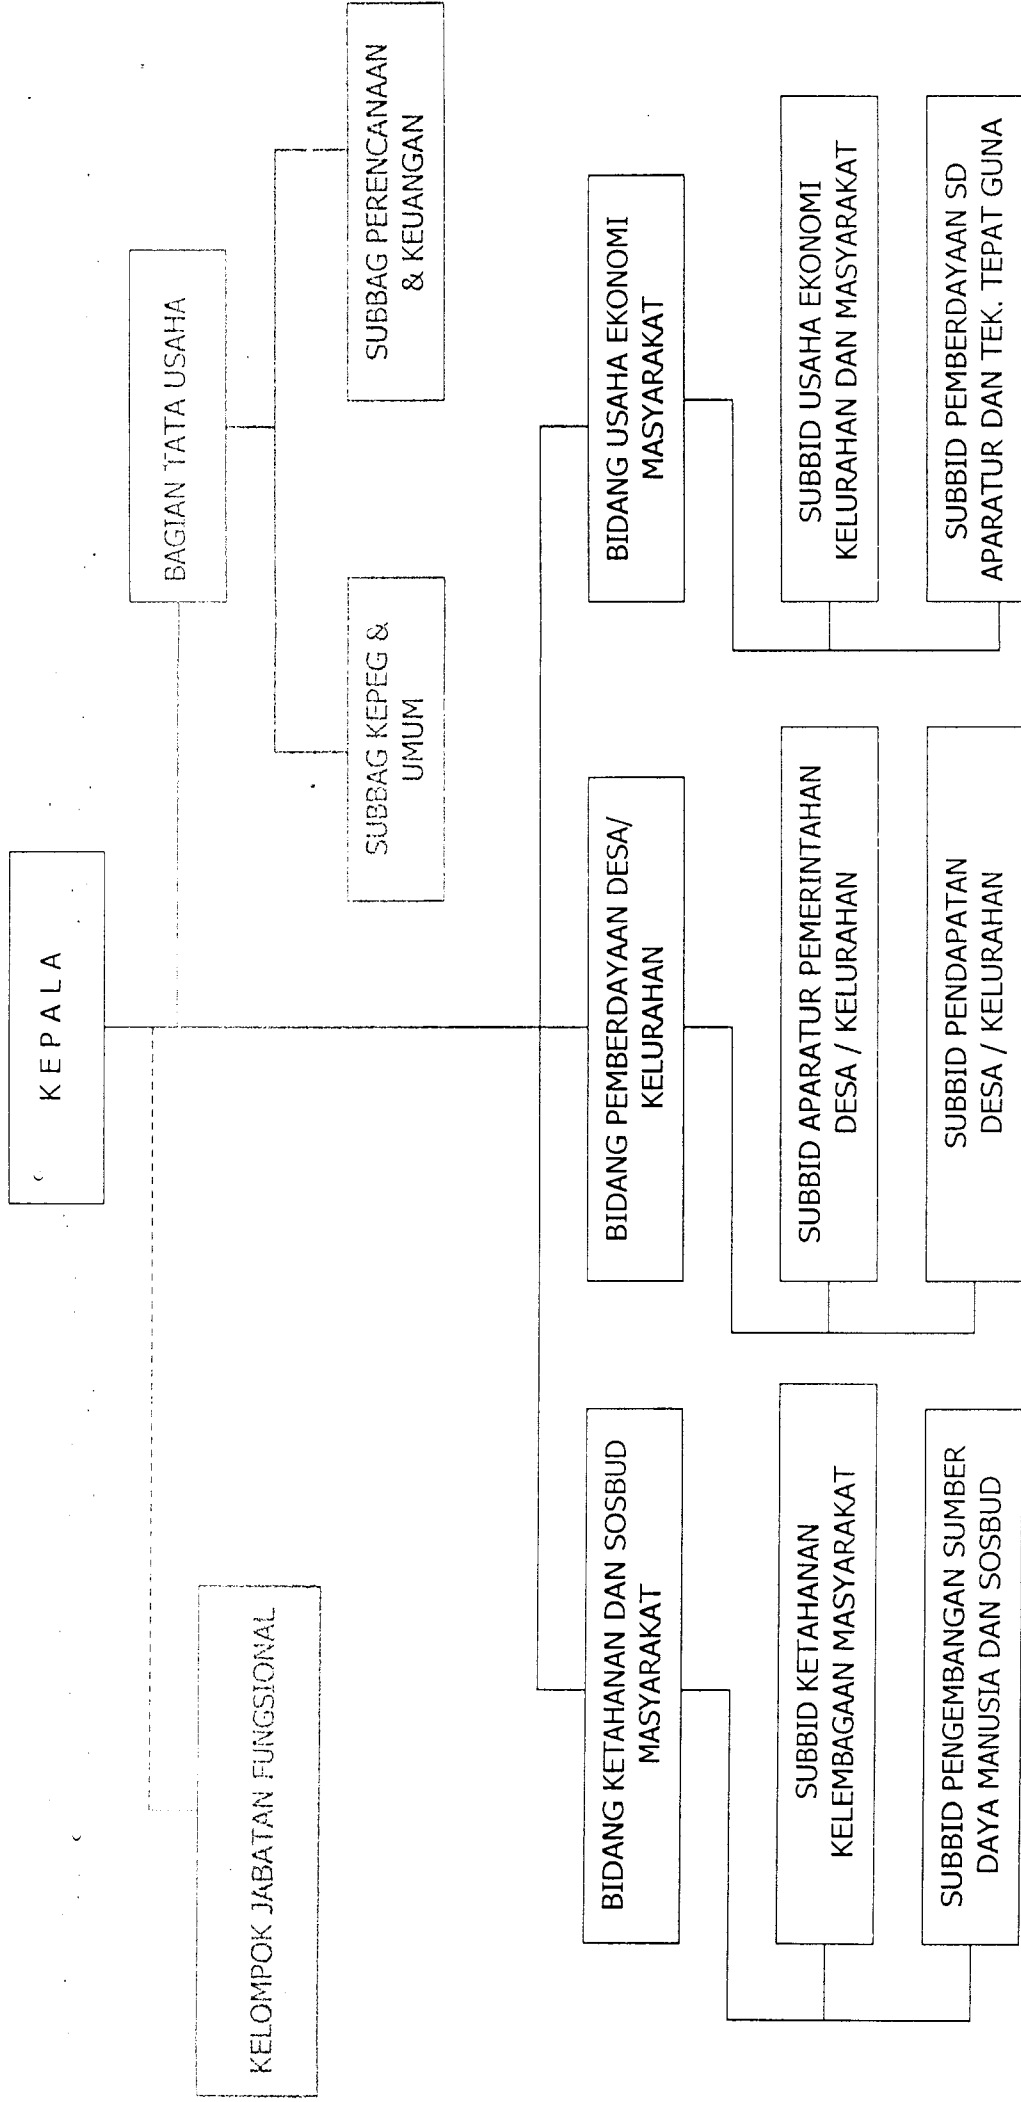 K E P A L A
KELOMPOK JABATAN FUNGSIONAL
BAGIAN TATA USAHA
SUBBAG KEPEG &
UMUM
SUBBAG PERENCANAAN
& KEUANGAN
BIDANG KETAHANAN DAN SOSBUD
MASYARAKAT
SUBBID KETAHANAN
KELEMBAGAAN MASYARAKAT
SUBBID PENGEMBANGAN SUMBER
DAYA MANUSIA DAN SOSBUD
BIDANG PEMBERDAYAAN DESA/
KELURAHAN
SUBBID APARATUR PEMERINTAHAN
DESA / KELURAHAN
SUBBID PENDAPATAN
DESA / KELURAHAN
BIDANG USAHA EKONOMI
MASYARAKAT
SUBBID USAHA EKONOMI
KELURAHAN DAN MASYARAKAT
SUBBID PEMBERDAYAAN SD
APARATUR DAN TEK. TEPAT GUNA